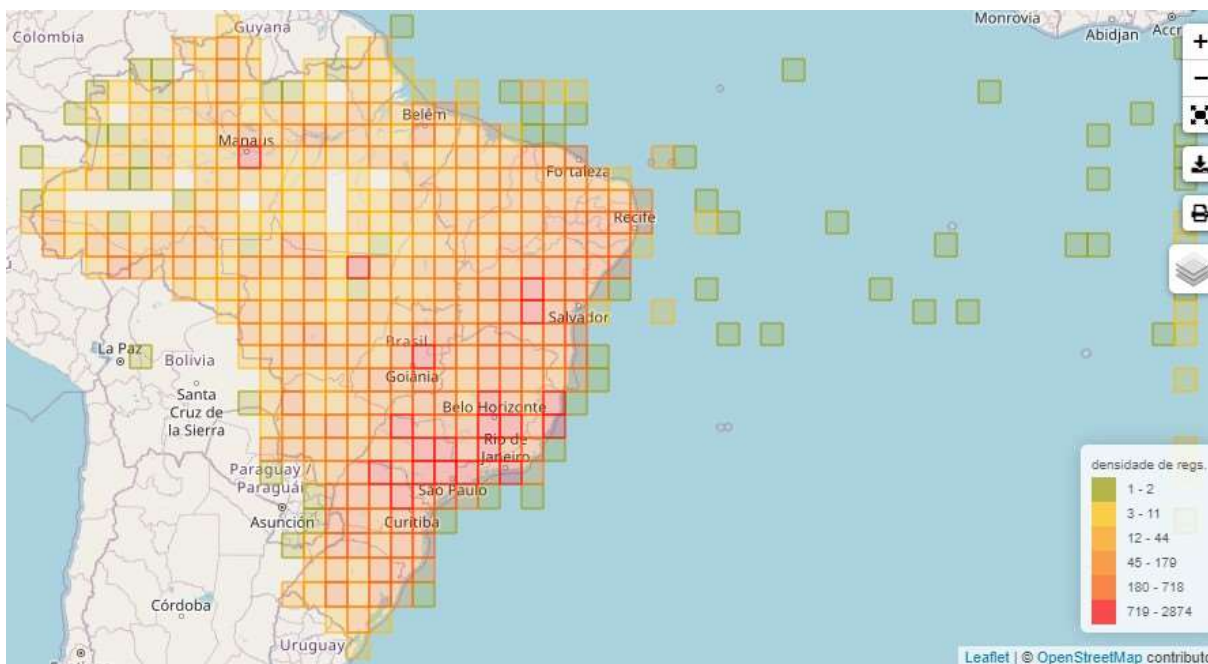 Colombia
Guyana
Monrovia
Abidjan
Accr
+
−
Belém
Manaus
Fortaleza
Recife
Salvador
Brasil
La Paz
Bolivia
Goiânia
Santa
Cruz de
la Sierra
Belo Horizonte
Rio de
Janeiro
Paraguay /
Paraguái
São Paulo
Asunción
Curitiba
Córdoba
Uruguay
densidade de regs.
1 - 2
3 - 11
12 - 44
45 - 179
180 - 718
719 - 2874
Leaflet | © OpenStreetMap contributo